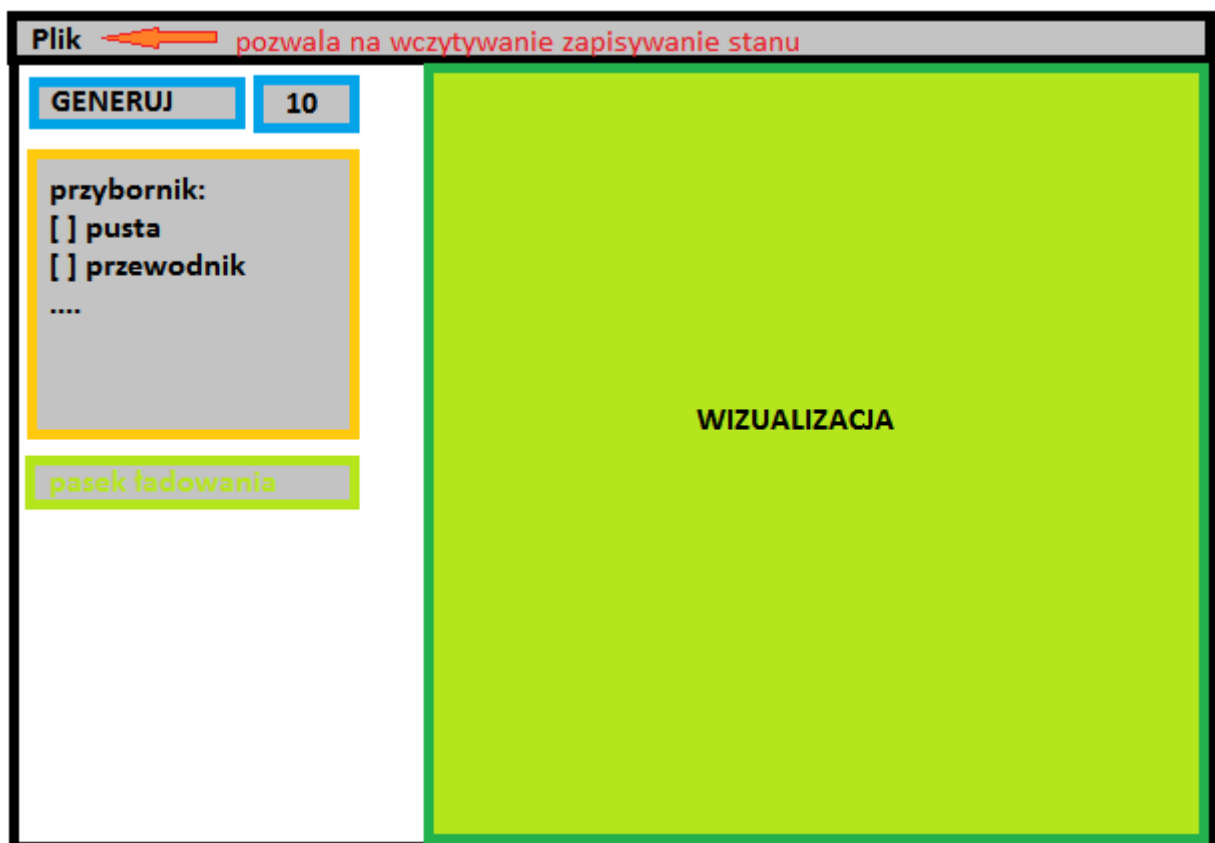 Plik
pozwala na wczytywanie zapisywanie stanu
GENERUJ
10
przybornik:
[ ] pusta
[ ] przewodnik
....
WIZUALIZACJA
pasek ładowania